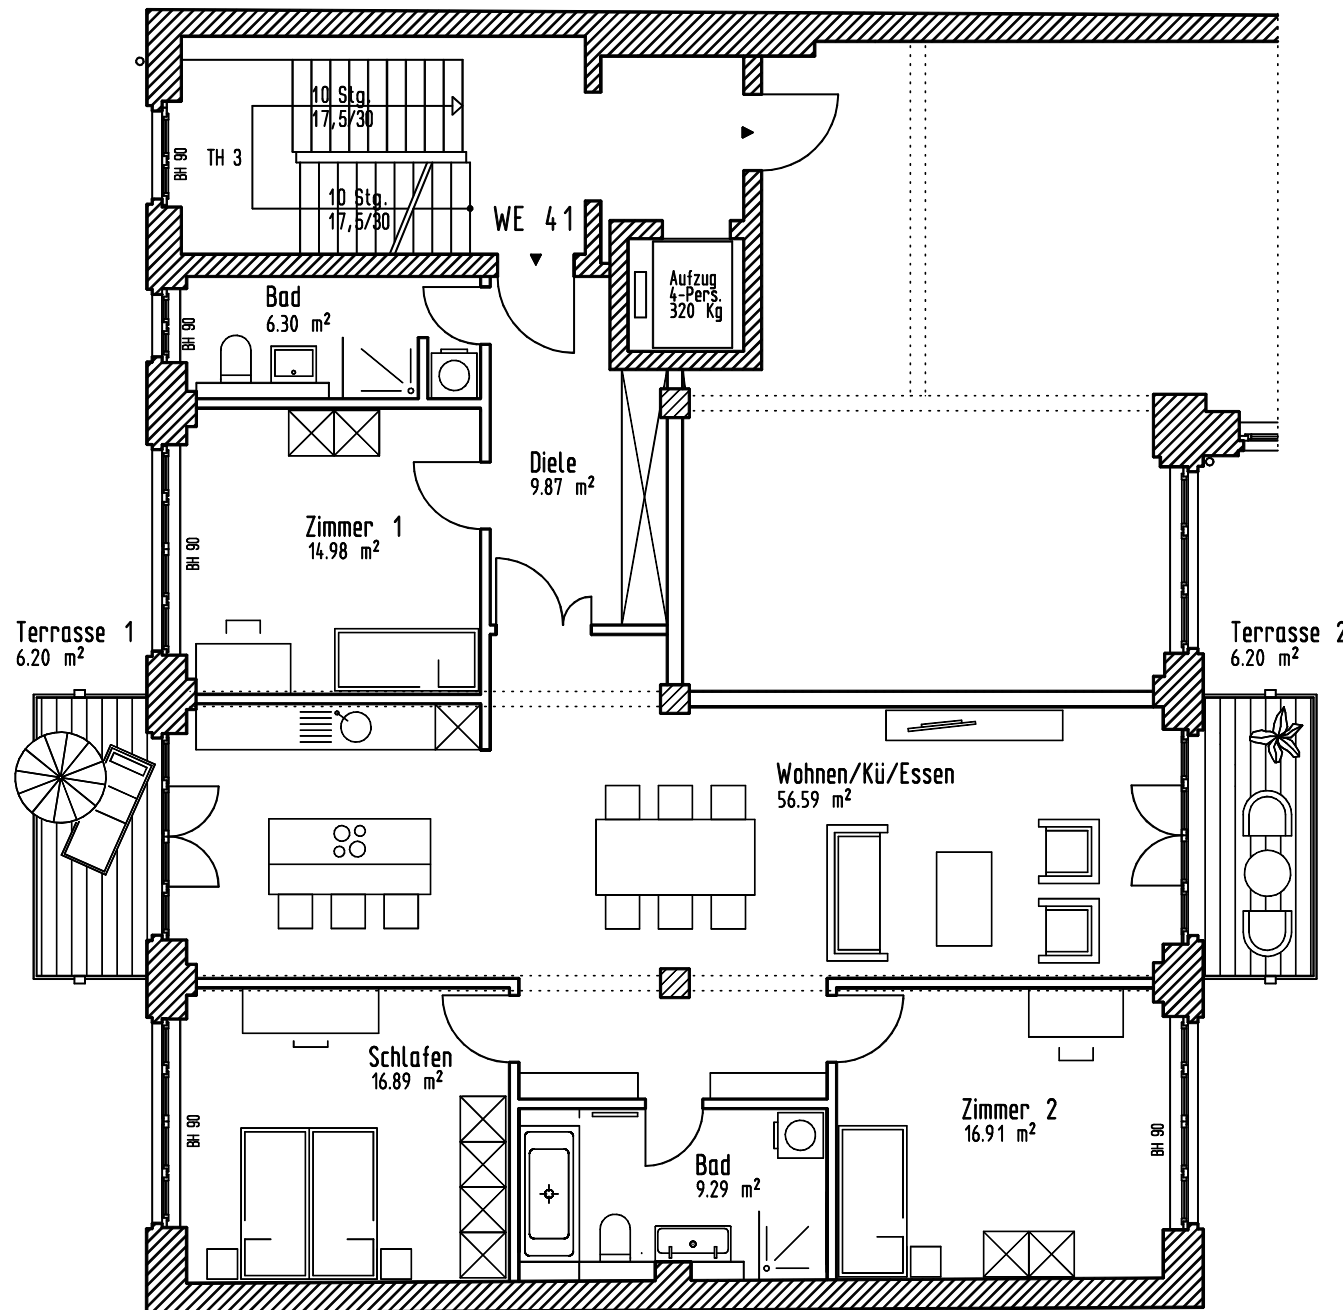 10 Stg.
17,5/30
BH 90
TH 3
10 Stg.
17,5/30
WE 41
Aufzug
4-Pers.
320 Kg
Bad
6.30 m²
BH 90
Diele
9.87 m²
Zimmer 1
14.98 m²
BH 90
Terrasse 1
6.20 m²
Terrasse 2
6.20 m²
Wohnen/Kü/Essen
56.59 m²
Schlafen
16.89 m²
BH 90
Zimmer 2
16.91 m²
BH 90
Bad
9.29 m²